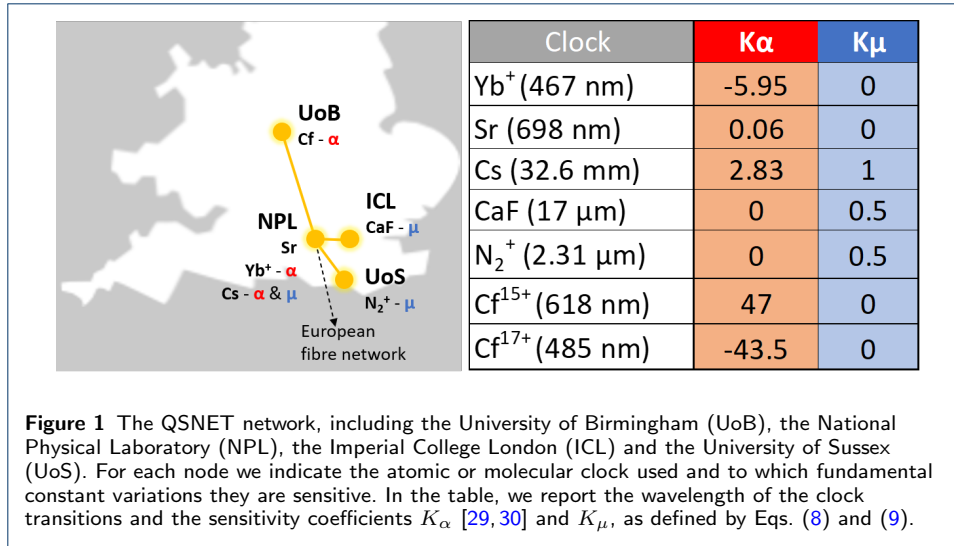 UoB
Cf - α
ICL
CaF - μ
NPL
Sr
Yb⁺ - α
Cs - α & μ
UoS
N₂⁺ - μ
European
fibre network
Clock Kα Kμ
Yb⁺ (467 nm) -5.95 0
Sr (698 nm) 0.06 0
Cs (32.6 mm) 2.83 1
CaF (17 μm) 0 0.5
N₂⁺ (2.31 μm) 0 0.5
Cf¹⁵⁺ (618 nm) 47 0
Cf¹⁷⁺ (485 nm) -43.5 0
Figure 1 The QSNET network, including the University of Birmingham (UoB), the National
Physical Laboratory (NPL), the Imperial College London (ICL) and the University of Sussex
(UoS). For each node we indicate the atomic or molecular clock used and to which fundamental
constant variations they are sensitive. In the table, we report the wavelength of the clock
transitions and the sensitivity coefficients Kα [29, 30] and Kμ, as defined by Eqs. (8) and (9).